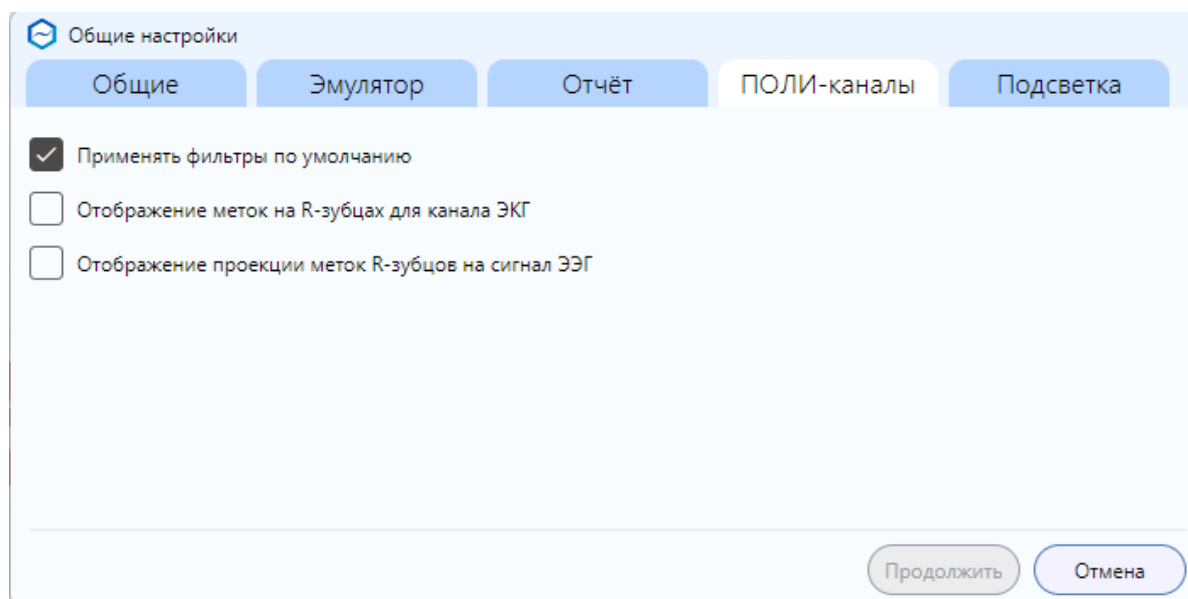 Общие настройки
Общие Эмулятор Отчёт ПОЛИ-каналы Подсветка
Применять фильтры по умолчанию
Отображение меток на R-зубцах для канала ЭКГ
Отображение проекции меток R-зубцов на сигнал ЭЭГ
Продолжить Отмена